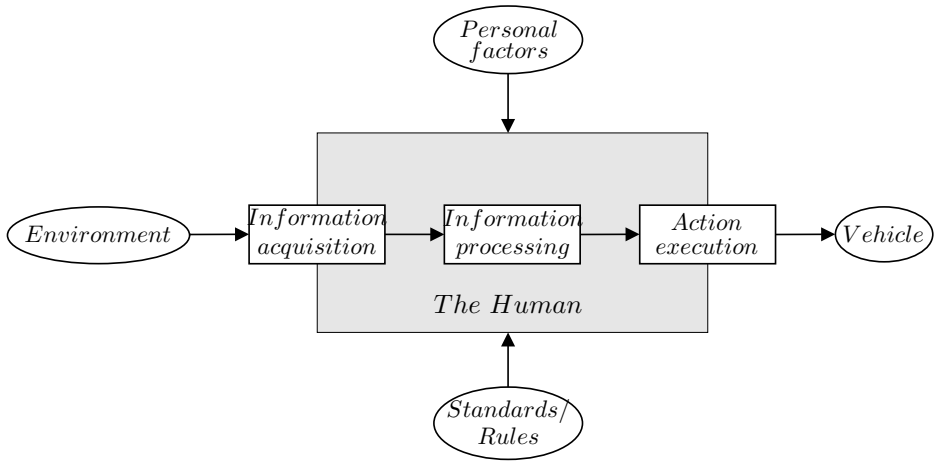 Personal
factors
Environment
Information
acquisition
Information
processing
Action
execution
Vehicle
The Human
Standards/
Rules